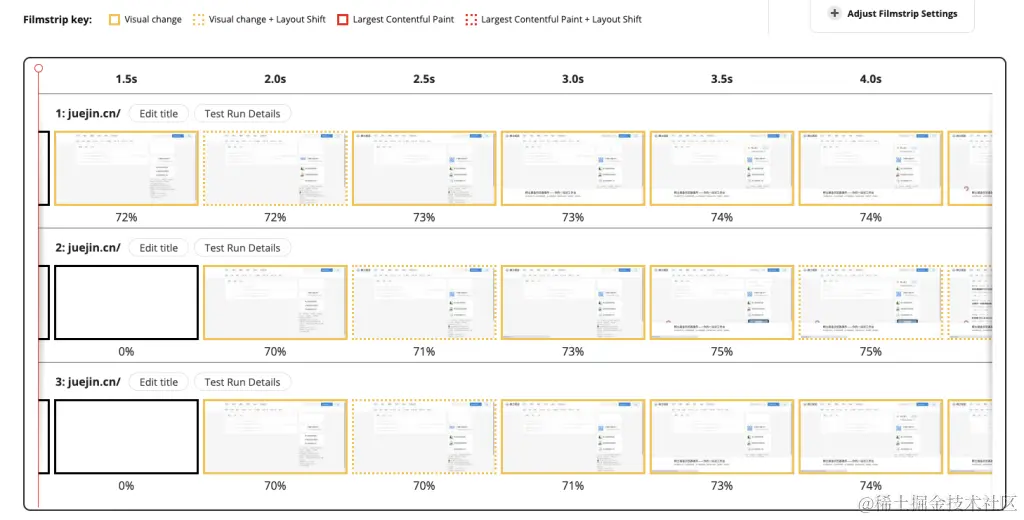 Filmstrip key: Visual change Visual change + Layout Shift Largest Contentful Paint Largest Contentful Paint + Layout Shift
+ Adjust Filmstrip Settings
1.5s 2.0s 2.5s 3.0s 3.5s 4.0s
1: juejin.cn/ Edit title Test Run Details
72% 72% 73% 73% 74% 74%
2: juejin.cn/ Edit title Test Run Details
0% 70% 71% 73% 75% 75%
3: juejin.cn/ Edit title Test Run Details
0% 70% 70% 71% 73% 74%
@稀土掘金技术社区